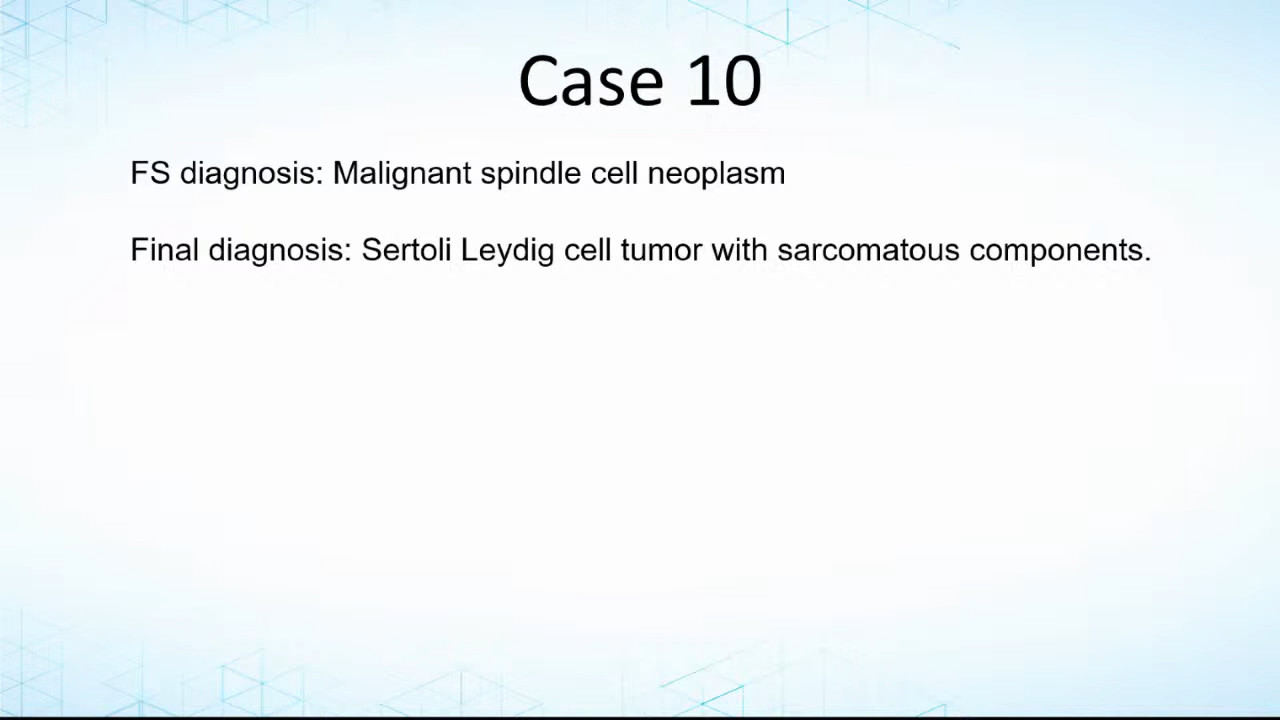 Case 10
FS diagnosis: Malignant spindle cell neoplasm
Final diagnosis: Sertoli Leydig cell tumor with sarcomatous components.